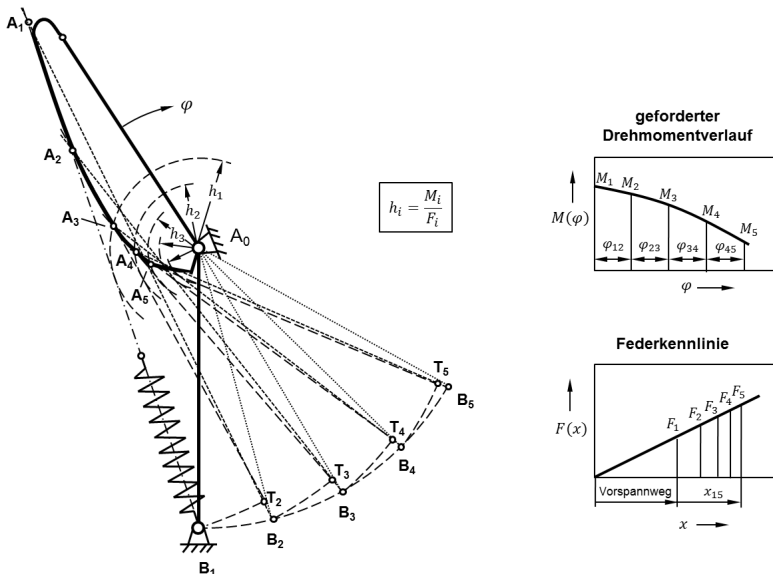 A₁
φ
A₂
h₁
h₂
A₃
h₃
A₀
A₄
A₅
hᵢ = Mᵢ / Fᵢ
T₅
B₅
T₄
B₄
T₃
T₂
B₃
B₂
B₁
geforderter
Drehmomentverlauf
M₁
M₂
M₃
M₄
M₅
M(φ)
φ₁₂ φ₂₃ φ₃₄ φ₄₅
φ
Federkennlinie
F₁ F₂ F₃ F₄ F₅
F(x)
Vorspannweg x₁₅
x